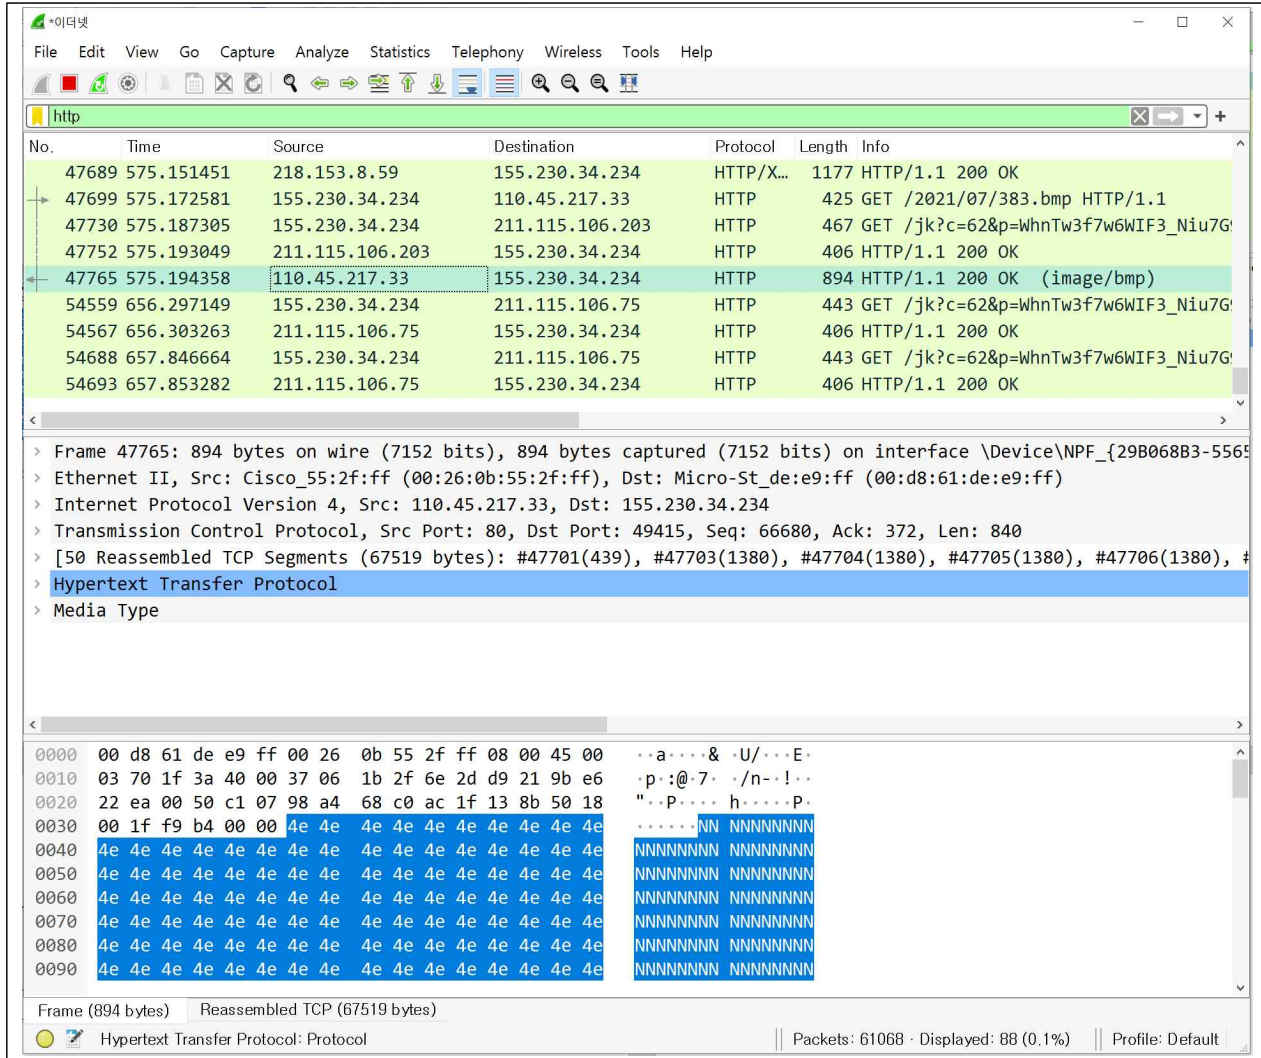 *이더넷
File Edit View Go Capture Analyze Statistics Telephony Wireless Tools Help
http
No. Time Source Destination Protocol Length Info
47689 575.151451 218.153.8.59 155.230.34.234 HTTP/X… 1177 HTTP/1.1 200 OK
47699 575.172581 155.230.34.234 110.45.217.33 HTTP 425 GET /2021/07/383.bmp HTTP/1.1
47730 575.187305 155.230.34.234 211.115.106.203 HTTP 467 GET /jk?c=62&p=WhnTw3f7w6WIF3_Niu7G9
47752 575.193049 211.115.106.203 155.230.34.234 HTTP 406 HTTP/1.1 200 OK
47765 575.194358 110.45.217.33 155.230.34.234 HTTP 894 HTTP/1.1 200 OK (image/bmp)
54559 656.297149 155.230.34.234 211.115.106.75 HTTP 443 GET /jk?c=62&p=WhnTw3f7w6WIF3_Niu7G9
54567 656.303263 211.115.106.75 155.230.34.234 HTTP 406 HTTP/1.1 200 OK
54688 657.846664 155.230.34.234 211.115.106.75 HTTP 443 GET /jk?c=62&p=WhnTw3f7w6WIF3_Niu7G9
54693 657.853282 211.115.106.75 155.230.34.234 HTTP 406 HTTP/1.1 200 OK
Frame 47765: 894 bytes on wire (7152 bits), 894 bytes captured (7152 bits) on interface \Device\NPF_{29B068B3-5565
Ethernet II, Src: Cisco_55:2f:ff (00:26:0b:55:2f:ff), Dst: Micro-St_de:e9:ff (00:d8:61:de:e9:ff)
Internet Protocol Version 4, Src: 110.45.217.33, Dst: 155.230.34.234
Transmission Control Protocol, Src Port: 80, Dst Port: 49415, Seq: 66680, Ack: 372, Len: 840
[50 Reassembled TCP Segments (67519 bytes): #47701(439), #47703(1380), #47704(1380), #47705(1380), #47706(1380), #
Hypertext Transfer Protocol
Media Type
0000 00 d8 61 de e9 ff 00 26 0b 55 2f ff 08 00 45 00 ··a····& ·U/···E·
0010 03 70 1f 3a 40 00 37 06 1b 2f 6e 2d d9 21 9b e6 ·p·:@·7· ·/n-·!··
0020 22 ea 00 50 c1 07 98 a4 68 c0 ac 1f 13 8b 50 18 "··P···· h·····P·
0030 00 1f f9 b4 00 00 4e 4e 4e 4e 4e 4e 4e 4e 4e 4e ······NN NNNNNNNN
0040 4e 4e 4e 4e 4e 4e 4e 4e 4e 4e 4e 4e 4e 4e 4e 4e NNNNNNNN NNNNNNNN
0050 4e 4e 4e 4e 4e 4e 4e 4e 4e 4e 4e 4e 4e 4e 4e 4e NNNNNNNN NNNNNNNN
0060 4e 4e 4e 4e 4e 4e 4e 4e 4e 4e 4e 4e 4e 4e 4e 4e NNNNNNNN NNNNNNNN
0070 4e 4e 4e 4e 4e 4e 4e 4e 4e 4e 4e 4e 4e 4e 4e 4e NNNNNNNN NNNNNNNN
0080 4e 4e 4e 4e 4e 4e 4e 4e 4e 4e 4e 4e 4e 4e 4e 4e NNNNNNNN NNNNNNNN
0090 4e 4e 4e 4e 4e 4e 4e 4e 4e 4e 4e 4e 4e 4e 4e 4e NNNNNNNN NNNNNNNN
Frame (894 bytes) Reassembled TCP (67519 bytes)
Hypertext Transfer Protocol: Protocol Packets: 61068 · Displayed: 88 (0.1%) Profile: Default